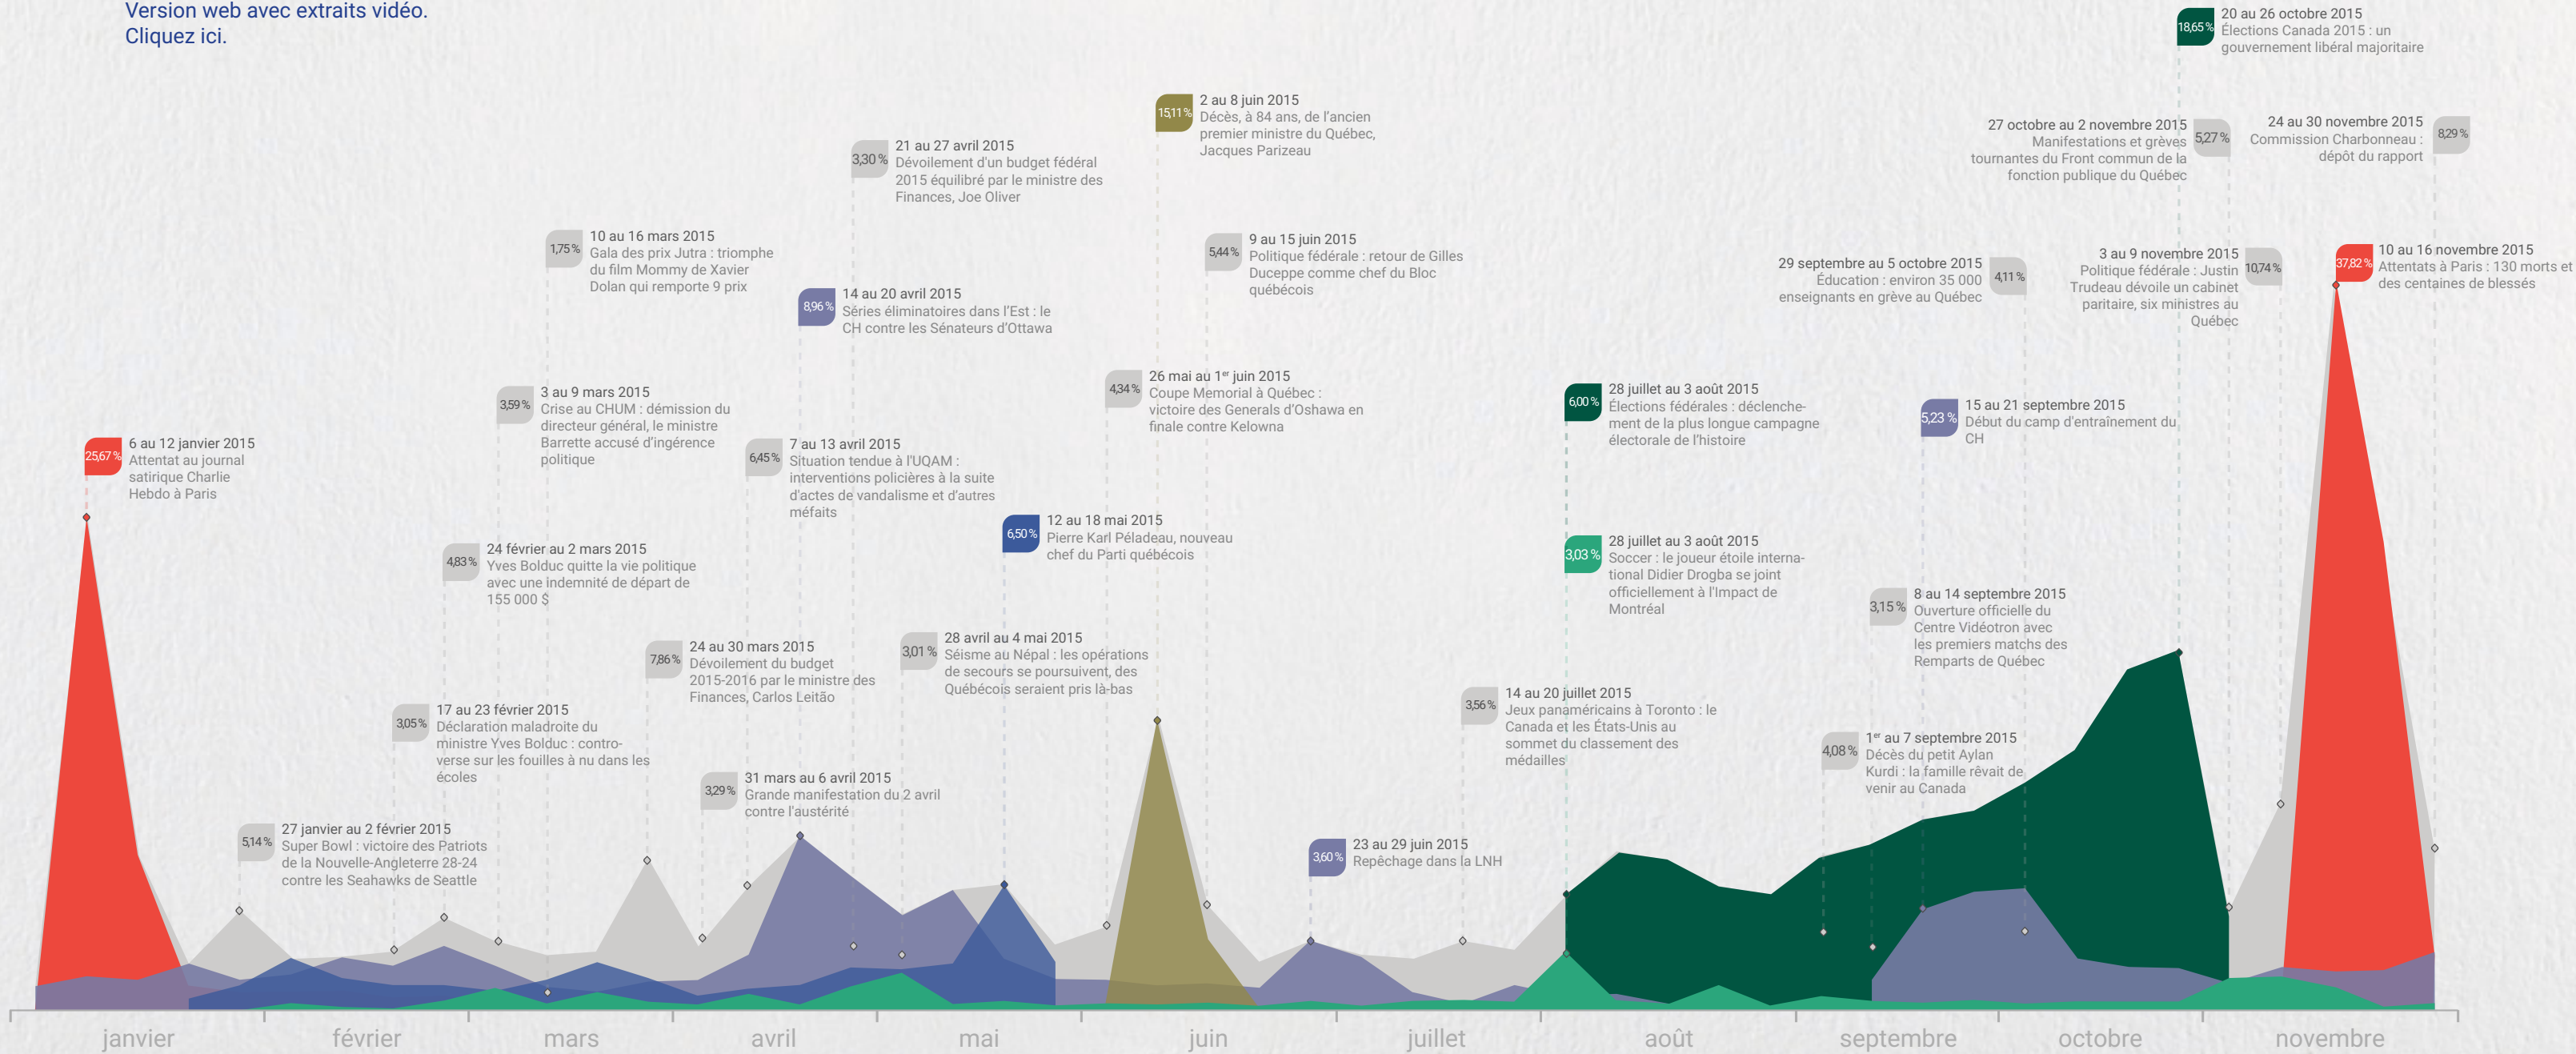 Version web avec extraits vidéo.
Cliquez ici.
25,67 %
6 au 12 janvier 2015
Attentat au journal
satirique Charlie
Hebdo à Paris
5,14 %
27 janvier au 2 février 2015
Super Bowl : victoire des Patriots
de la Nouvelle-Angleterre 28-24
contre les Seahawks de Seattle
3,05 %
17 au 23 février 2015
Déclaration maladroite du
ministre Yves Bolduc : contro-
verse sur les fouilles à nu dans les
écoles
4,83 %
24 février au 2 mars 2015
Yves Bolduc quitte la vie politique
avec une indemnité de départ de
155 000 $
3,59 %
3 au 9 mars 2015
Crise au CHUM : démission du
directeur général, le ministre
Barrette accusé d'ingérence
politique
1,75 %
10 au 16 mars 2015
Gala des prix Jutra : triomphe
du film Mommy de Xavier
Dolan qui remporte 9 prix
7,86 %
24 au 30 mars 2015
Dévoilement du budget
2015-2016 par le ministre des
Finances, Carlos Leitão
3,29 %
31 mars au 6 avril 2015
Grande manifestation du 2 avril
contre l'austérité
6,45 %
7 au 13 avril 2015
Situation tendue à l'UQAM :
interventions policières à la suite
d'actes de vandalisme et d'autres
méfaits
8,96 %
14 au 20 avril 2015
Séries éliminatoires dans l'Est : le
CH contre les Sénateurs d'Ottawa
3,30 %
21 au 27 avril 2015
Dévoilement d'un budget fédéral
2015 équilibré par le ministre des
Finances, Joe Oliver
3,01 %
28 avril au 4 mai 2015
Séisme au Népal : les opérations
de secours se poursuivent, des
Québécois seraient pris là-bas
6,50 %
12 au 18 mai 2015
Pierre Karl Péladeau, nouveau
chef du Parti québécois
4,34 %
26 mai au 1er juin 2015
Coupe Memorial à Québec :
victoire des Generals d'Oshawa en
finale contre Kelowna
15,11 %
2 au 8 juin 2015
Décès, à 84 ans, de l'ancien
premier ministre du Québec,
Jacques Parizeau
5,44 %
9 au 15 juin 2015
Politique fédérale : retour de Gilles
Duceppe comme chef du Bloc
québécois
3,60 %
23 au 29 juin 2015
Repêchage dans la LNH
3,56 %
14 au 20 juillet 2015
Jeux panaméricains à Toronto : le
Canada et les États-Unis au
sommet du classement des
médailles
6,00 %
28 juillet au 3 août 2015
Élections fédérales : déclenche-
ment de la plus longue campagne
électorale de l'histoire
3,03 %
28 juillet au 3 août 2015
Soccer : le joueur étoile interna-
tional Didier Drogba se joint
officiellement à l'Impact de
Montréal
4,08 %
1er au 7 septembre 2015
Décès du petit Aylan
Kurdi : la famille rêvait de
venir au Canada
3,15 %
8 au 14 septembre 2015
Ouverture officielle du
Centre Vidéotron avec
les premiers matchs des
Remparts de Québec
5,23 %
15 au 21 septembre 2015
Début du camp d'entraînement du
CH
29 septembre au 5 octobre 2015
Éducation : environ 35 000
enseignants en grève au Québec
4,11 %
18,65 %
20 au 26 octobre 2015
Élections Canada 2015 : un
gouvernement libéral majoritaire
27 octobre au 2 novembre 2015
Manifestations et grèves
tournantes du Front commun de la
fonction publique du Québec
5,27 %
3 au 9 novembre 2015
Politique fédérale : Justin
Trudeau dévoile un cabinet
paritaire, six ministres au
Québec
10,74 %
37,82 %
10 au 16 novembre 2015
Attentats à Paris : 130 morts et
des centaines de blessés
24 au 30 novembre 2015
Commission Charbonneau :
dépôt du rapport
8,29 %
janvier
février
mars
avril
mai
juin
juillet
août
septembre
octobre
novembre